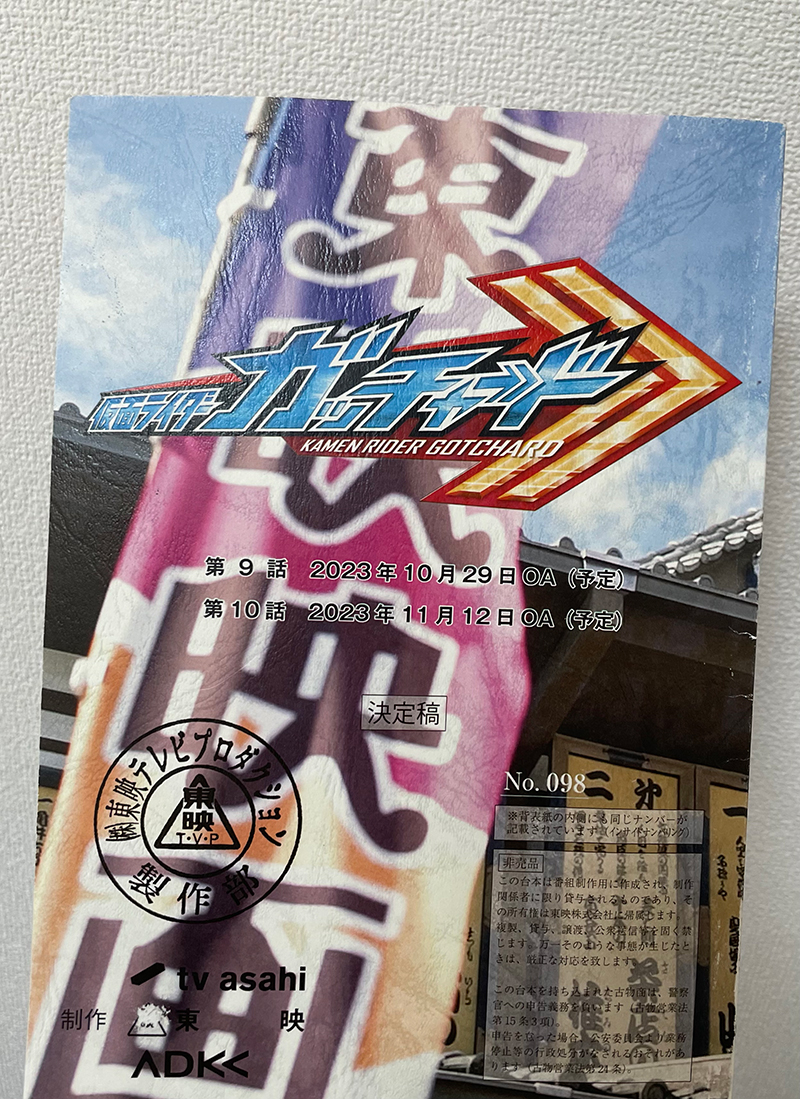 東
映
映
画
仮面ライダー
ガッチャード
KAMEN RIDER GOTCHARD
第9話 2023年10月29日OA(予定)
第10話 2023年11月12日OA(予定)
決定稿
㈱東映テレビプロダクション
東映
T・V・P
製作部
No. 098
※背表紙の内側にも同じナンバーが
記載されています(インサイドナンバリング)
非売品
この台本は番組制作用に作成され、制作
関係者に限り貸与されるものであり、そ
の所有権は東映株式会社に帰属します。
複製、貸与、譲渡、公衆送信等を固く禁
じます。万一そのような事態が生じたと
きは、厳正な対応を致します。
この台本を持ち込まれた古物商は、警察
官への申告義務を負います(古物営業法
第15条3項)。
申告を怠った場合、公安委員会より業務
停止等の行政処分がなされるおそれがあ
ります(古物営業法第24条)。
tv asahi
制作 東映
ADK